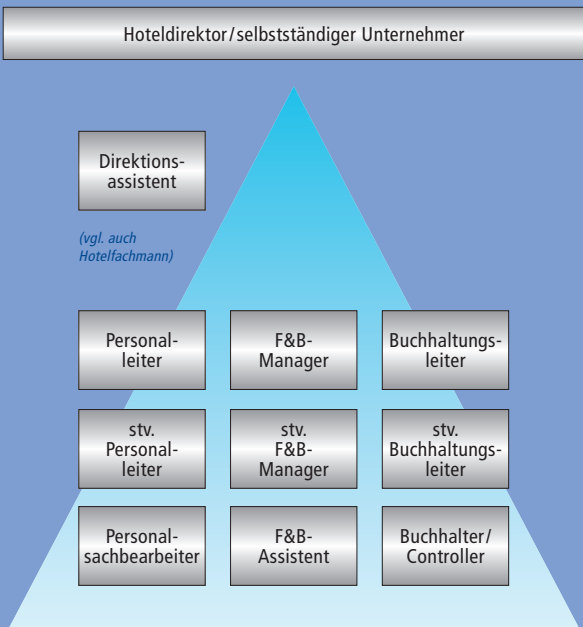 Hoteldirektor/selbstständiger Unternehmer
Direktions-
assistent
(vgl. auch
Hotelfachmann)
Personal-
leiter
F&B-
Manager
Buchhaltungs-
leiter
stv.
Personal-
leiter
stv.
F&B-
Manager
stv.
Buchhaltungs-
leiter
Personal-
sachbearbeiter
F&B-
Assistent
Buchhalter/
Controller